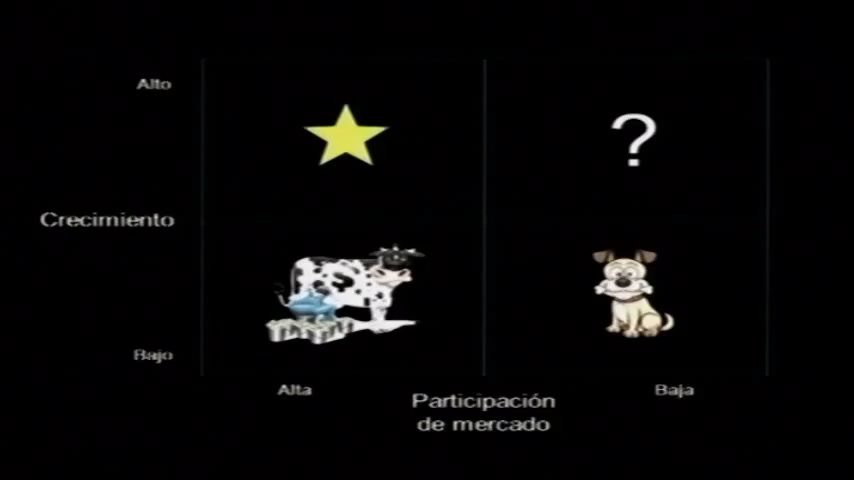 Alto
?
Crecimiento
Bajo
Alta
Baja
Participación
de mercado